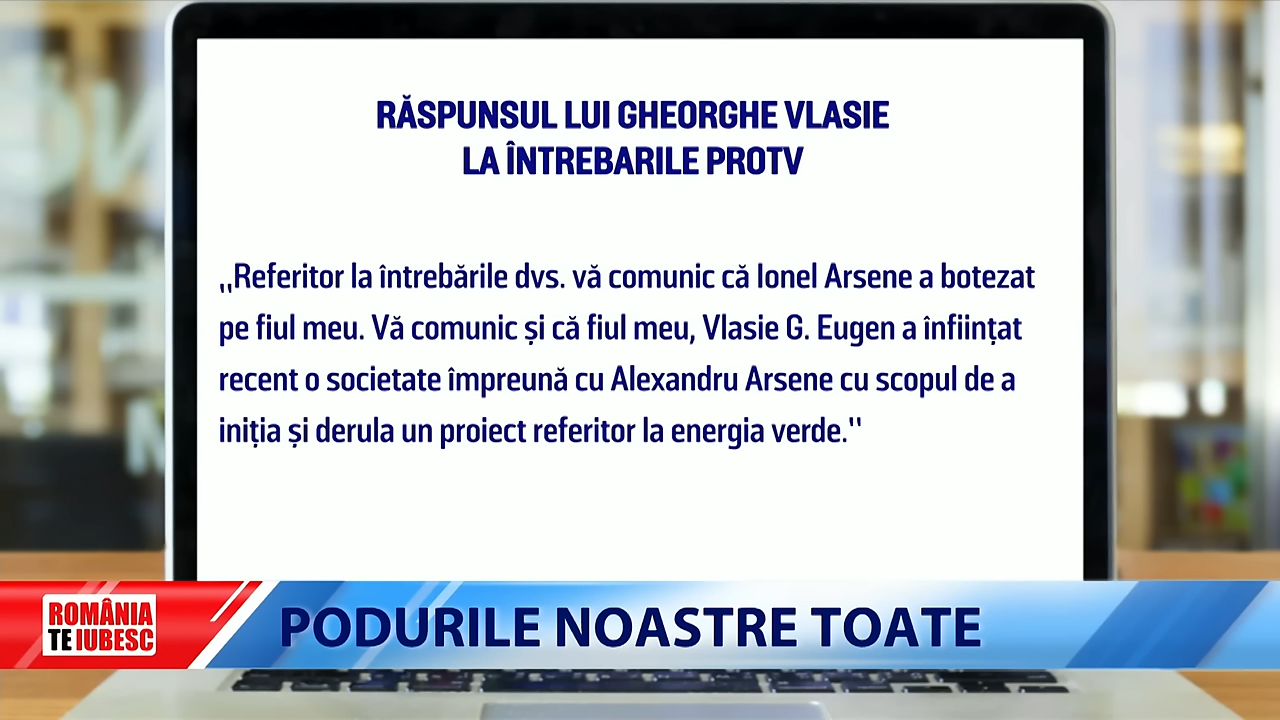 RĂSPUNSUL LUI GHEORGHE VLASIE
LA ÎNTREBARILE PROTV
,,Referitor la întrebările dvs. vă comunic că Ionel Arsene a botezat
pe fiul meu. Vă comunic și că fiul meu, Vlasie G. Eugen a înființat
recent o societate împreună cu Alexandru Arsene cu scopul de a
iniția și derula un proiect referitor la energia verde."
ROMÂNIA
TE IUBESC
PODURILE NOASTRE TOATE